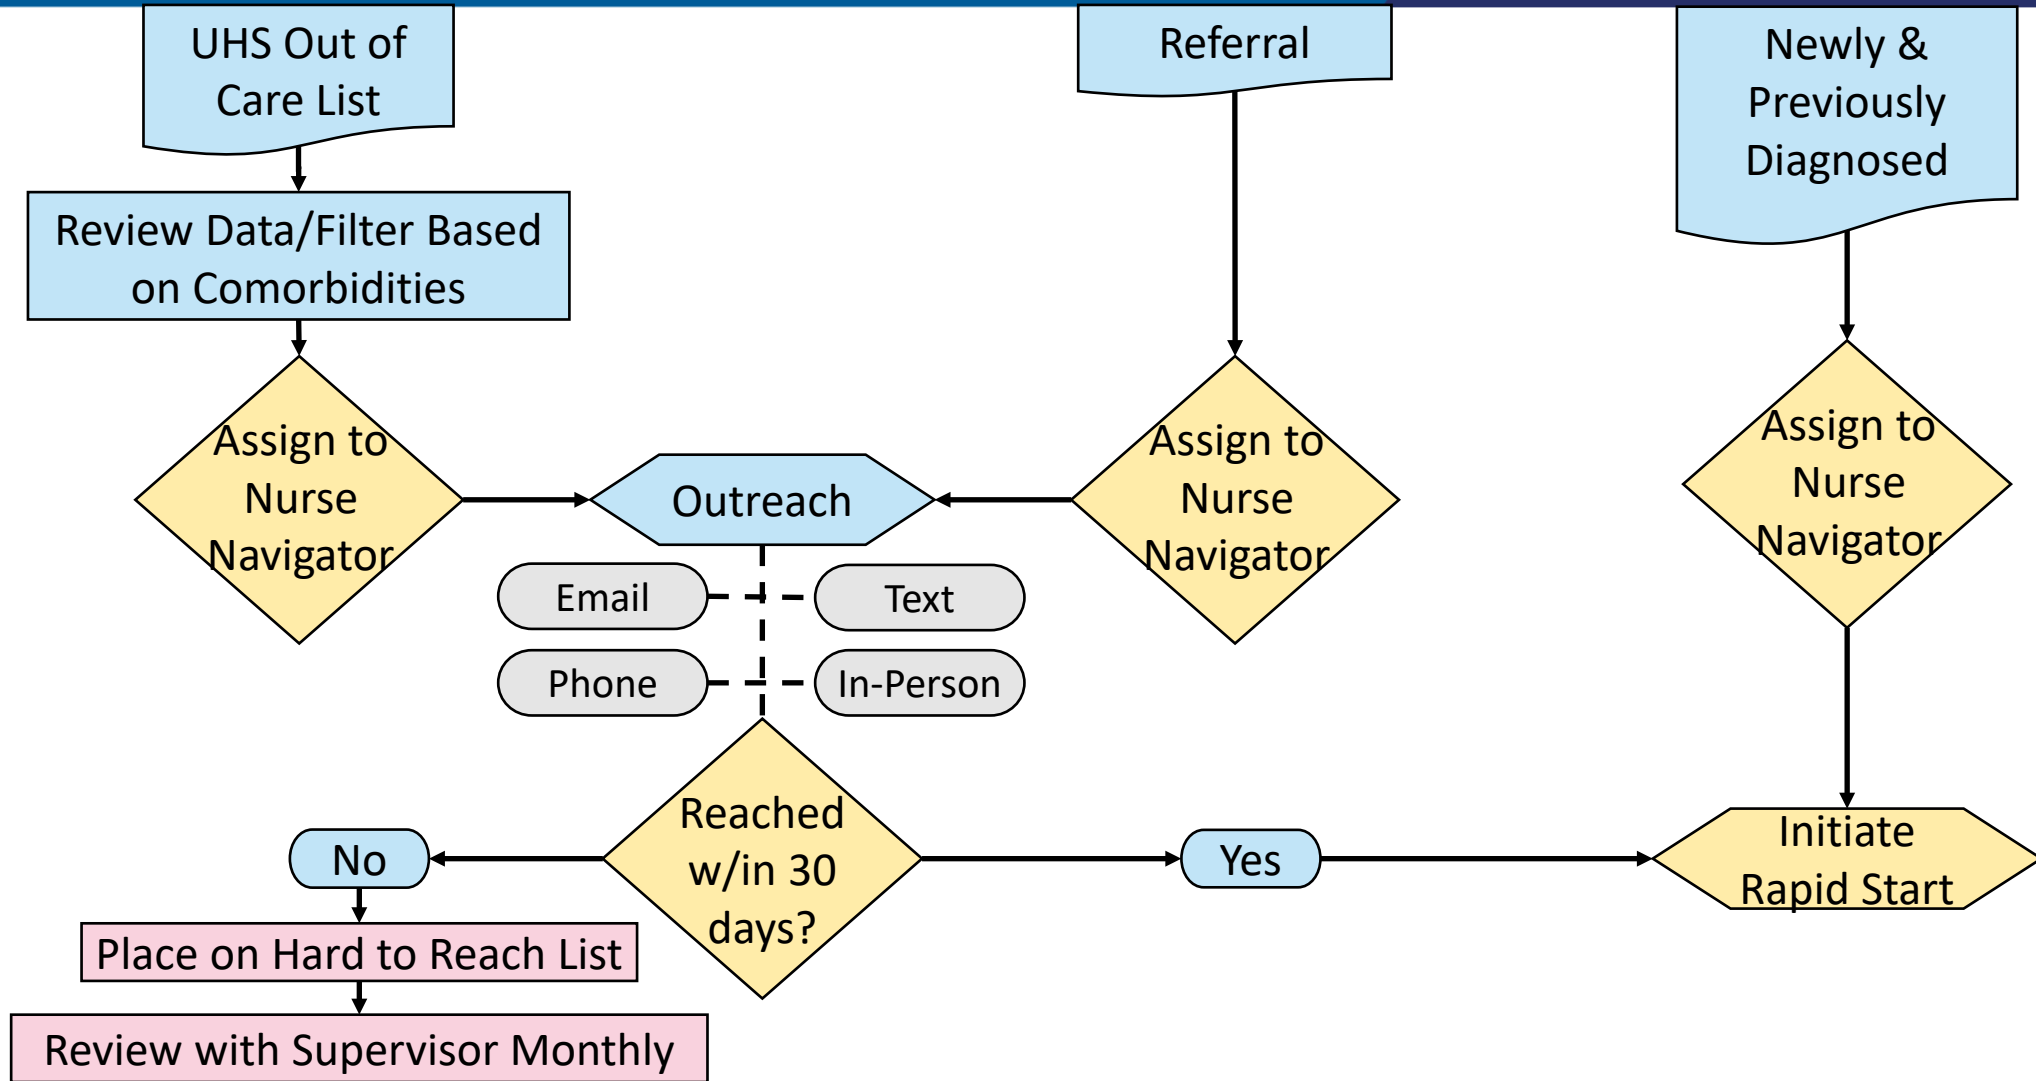 UHS Out of
Care List
Referral
Newly &
Previously
Diagnosed
Review Data/Filter Based
on Comorbidities
Assign to
Nurse
Navigator
Outreach
Assign to
Nurse
Navigator
Assign to
Nurse
Navigator
Email
Text
Phone
In-Person
Reached
w/in 30
days?
No
Yes
Initiate
Rapid Start
Place on Hard to Reach List
Review with Supervisor Monthly